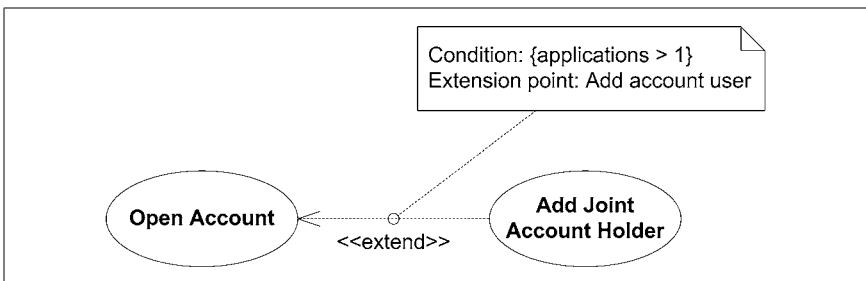 Condition: {applications > 1}
Extension point: Add account user
Open Account
<<extend>>
Add Joint
Account Holder